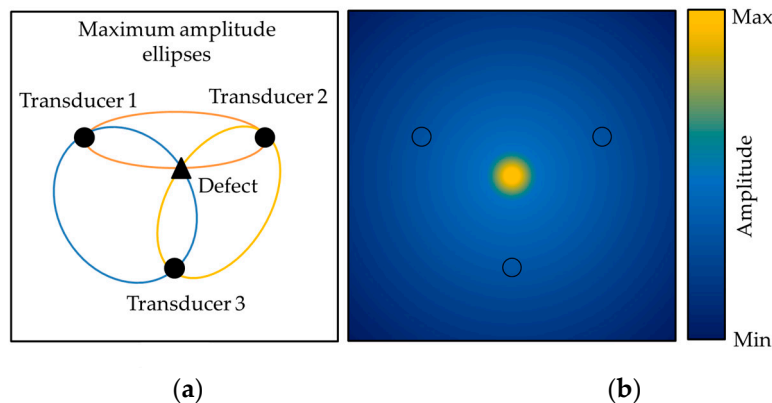 Maximum amplitude
ellipses
Transducer 1
Transducer 2
Defect
Transducer 3
(a)
Max
Amplitude
Min
(b)